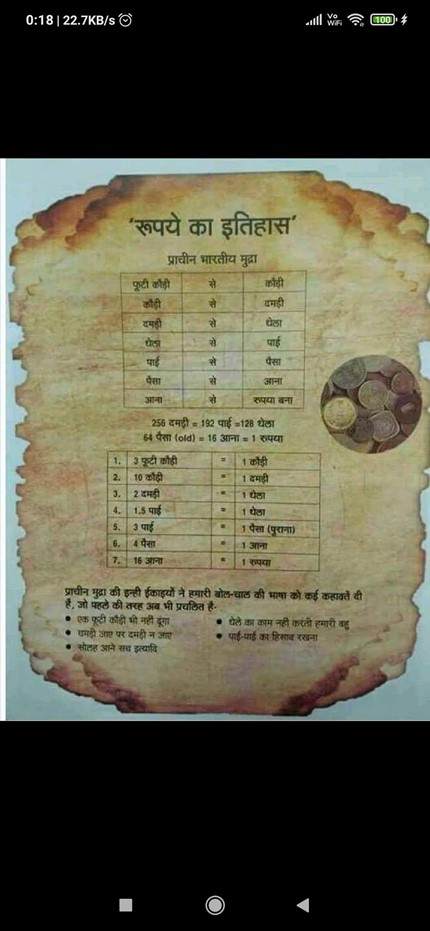 0:18 | 22.7KB/s
Vo
WiFi
100
‘रूपये का इतिहास’
प्राचीन भारतीय मुद्रा
फूटी कौड़ी से कौड़ी
कौड़ी से दमड़ी
दमड़ी से धेला
धेला से पाई
पाई से पैसा
पैसा से आना
आना से रुपया बना
256 दमड़ी = 192 पाई =128 धेला
64 पैसा (old) = 16 आना = 1 रुपया
1. 3 फूटी कौड़ी = 1 कौड़ी
2. 10 कौड़ी = 1 दमड़ी
3. 2 दमड़ी = 1 धेला
4. 1.5 पाई = 1 धेला
5. 3 पाई = 1 पैसा (पुराना)
6. 4 पैसा = 1 आना
7. 16 आना = 1 रुपया
प्राचीन मुद्रा की इन्ही ईकाइयों ने हमारी बोल-चाल की भाषा को कई कहावतें दी
हैं, जो पहले की तरह अब भी प्रचलित है-
• एक फूटी कौड़ी भी नहीं दूंगा
• धेले का काम नहीं करती हमारी बहु
• चमड़ी जाए पर दमड़ी न जाए
• पाई-पाई का हिसाब रखना
• सोलह आने सच इत्यादि